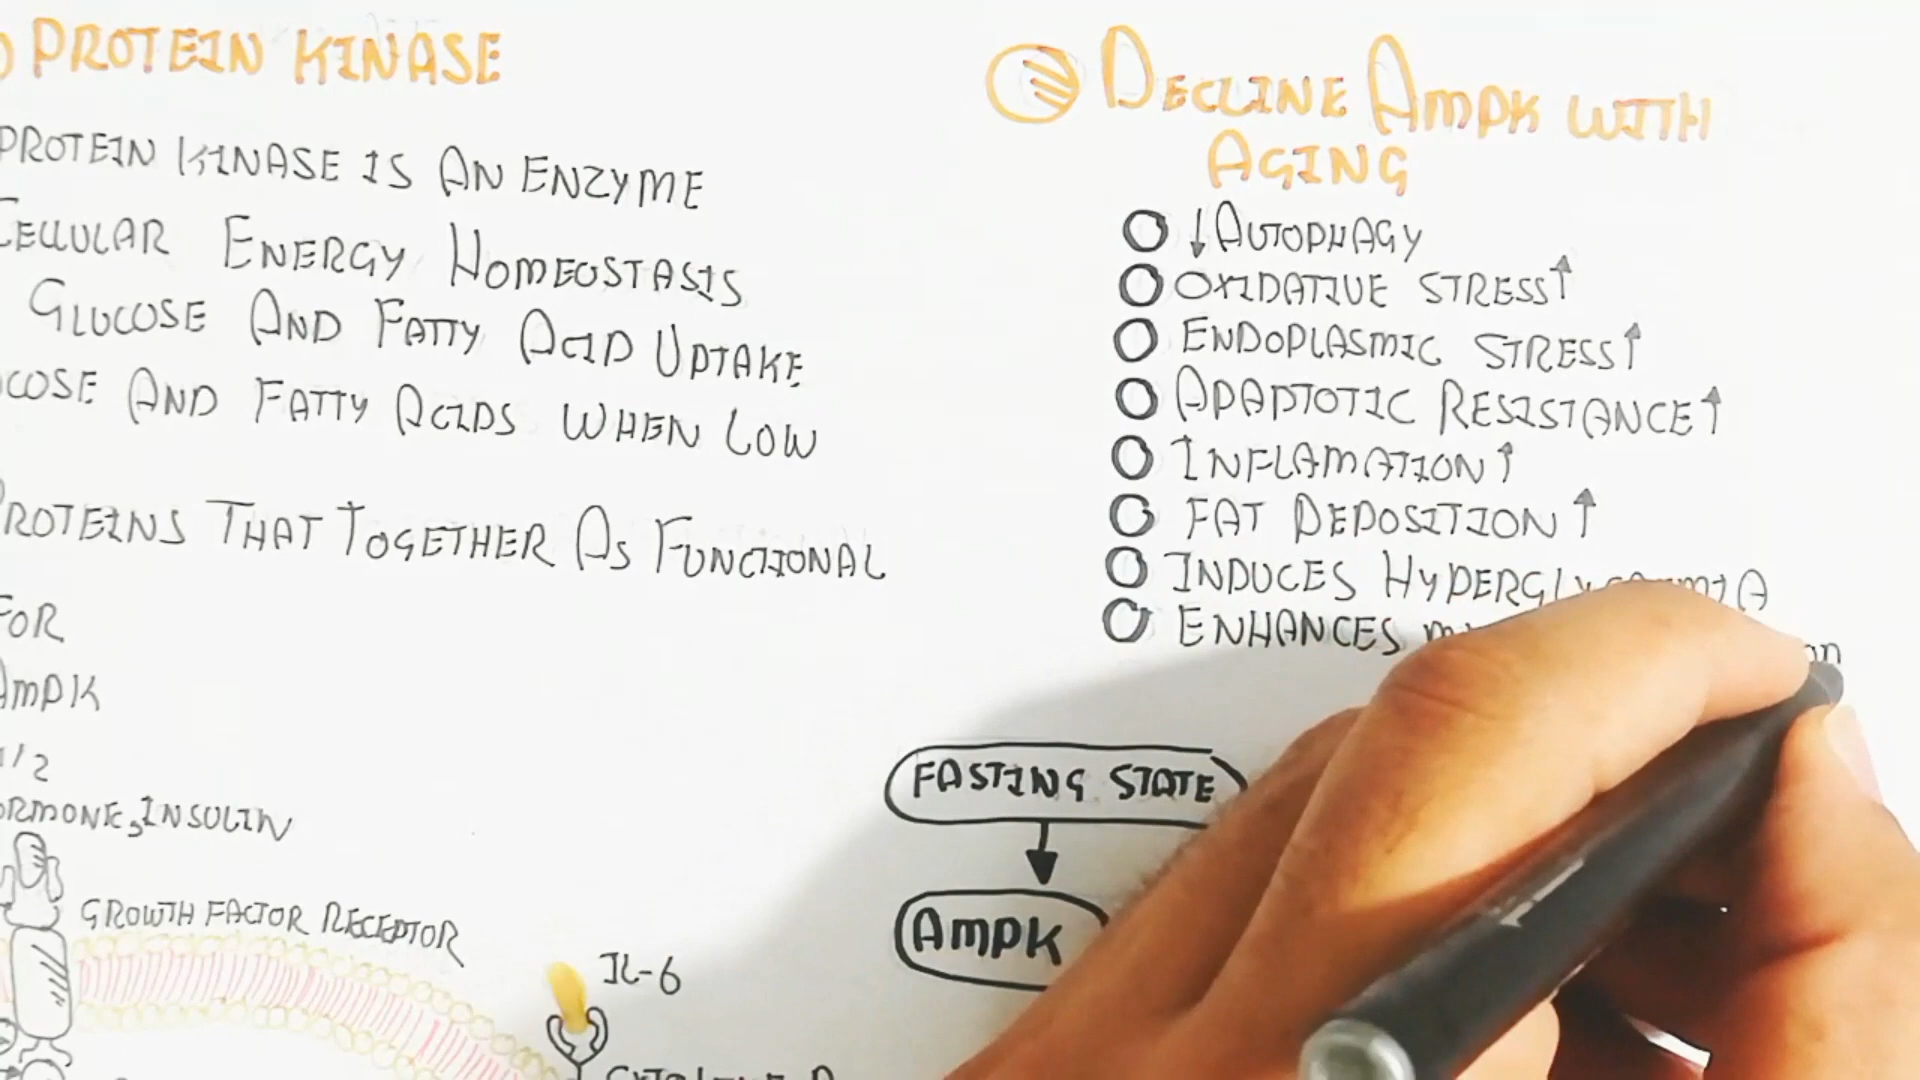 PROTEIN KINASE
PROTEIN KINASE IS AN ENZYME
CELLULAR ENERGY HOMEOSTASIS
GLUCOSE AND FATTY ACID UPTAKE
COSE AND FATTY ACIDS WHEN LOW
PROTEINS THAT TOGETHER AS FUNCTIONAL
FOR
AMPK
1/2
ORMONE, INSULIN
GROWTH FACTOR RECEPTOR
IL-6
DECLINE AMPK WITH
AGING
↓AUTOPHAGY
OXIDATIVE STRESS↑
ENDOPLASMIC STRESS↑
APAPTOTIC RESISTANCE↑
INFLAMATION↑
FAT DEPOSITION↑
INDUCES HYPERGLY
ENHANCES
FASTING STATE
AMPK